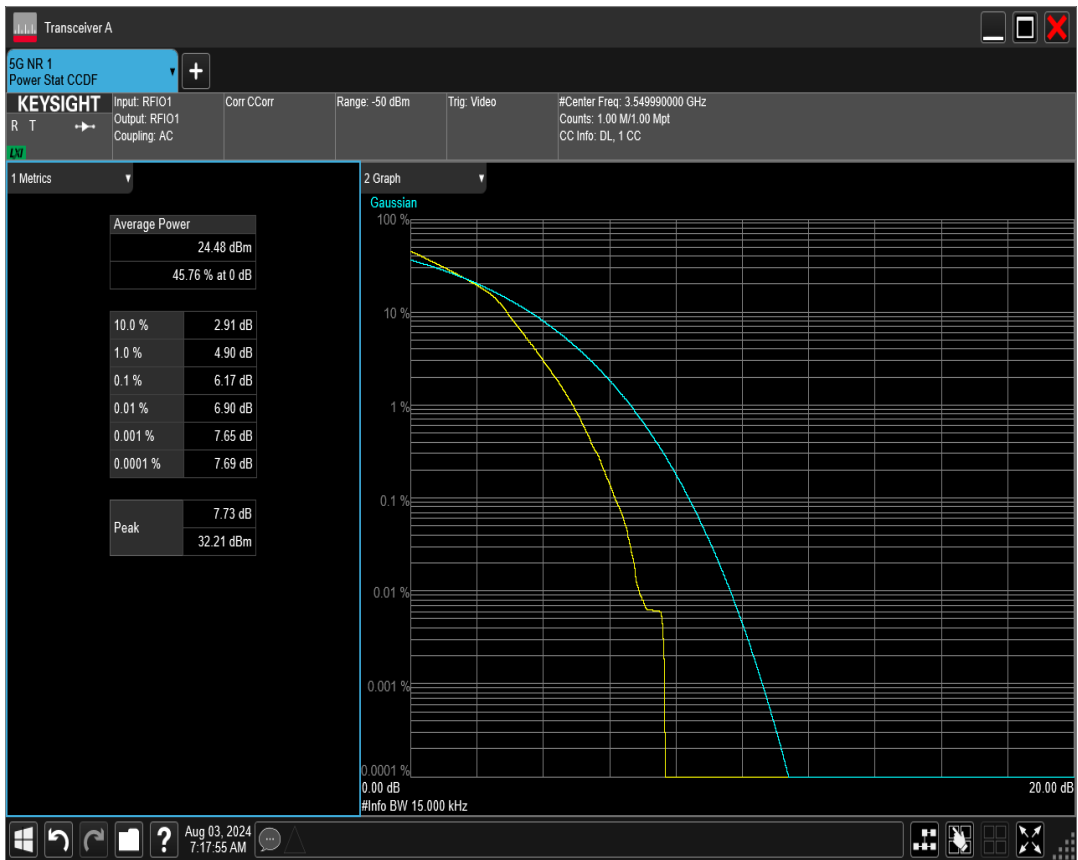 Transceiver A
5G NR 1
Power Stat CCDF
+
KEYSIGHT
R T
LXI
Input: RFIO1
Output: RFIO1
Coupling: AC
Corr CCorr
Range: -50 dBm
Trig: Video
#Center Freq: 3.549990000 GHz
Counts: 1.00 M/1.00 Mpt
CC Info: DL, 1 CC
1 Metrics
Average Power
24.48 dBm
45.76 % at 0 dB
10.0 % 2.91 dB
1.0 % 4.90 dB
0.1 % 6.17 dB
0.01 % 6.90 dB
0.001 % 7.65 dB
0.0001 % 7.69 dB
Peak
7.73 dB
32.21 dBm
2 Graph
Gaussian
100 %
10 %
1 %
0.1 %
0.01 %
0.001 %
0.0001 %
0.00 dB 20.00 dB
#Info BW 15.000 kHz
?
Aug 03, 2024
7:17:55 AM